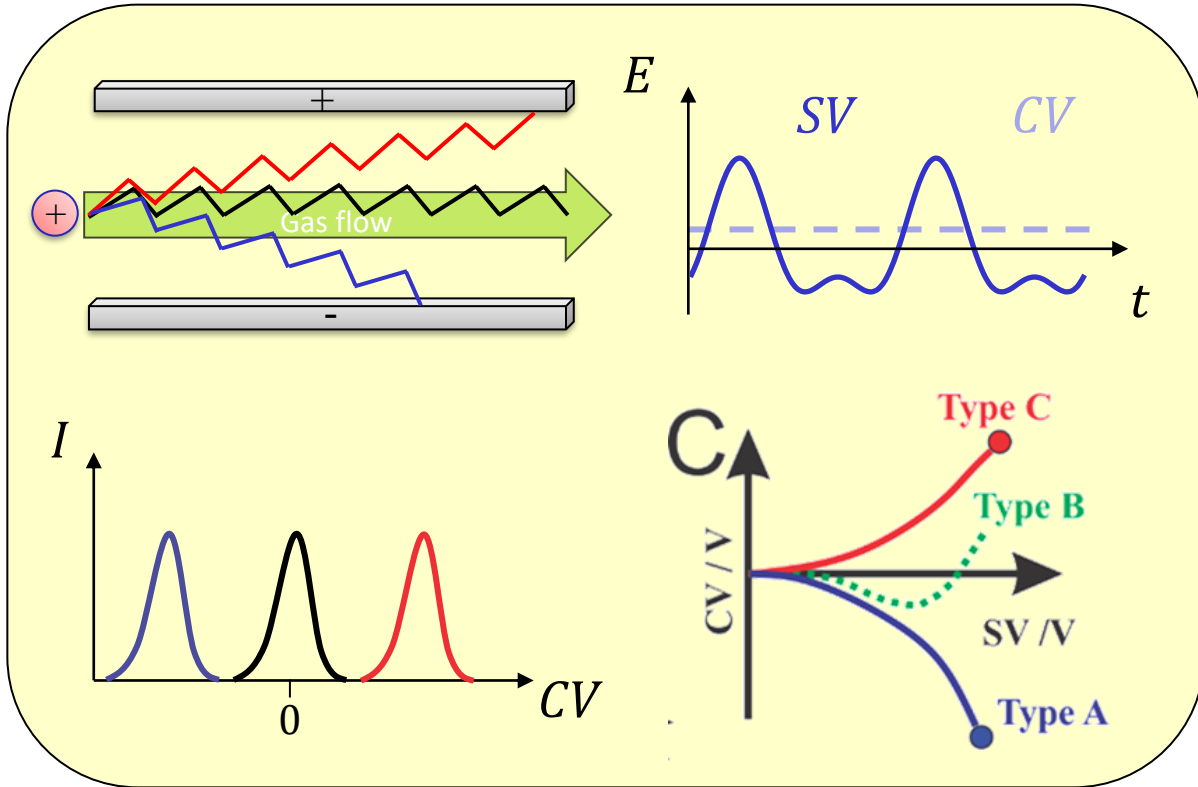 +
+
Gas flow
-
E
SV
CV
t
I
CV
0
C
CV / V
SV /V
Type C
Type B
Type A